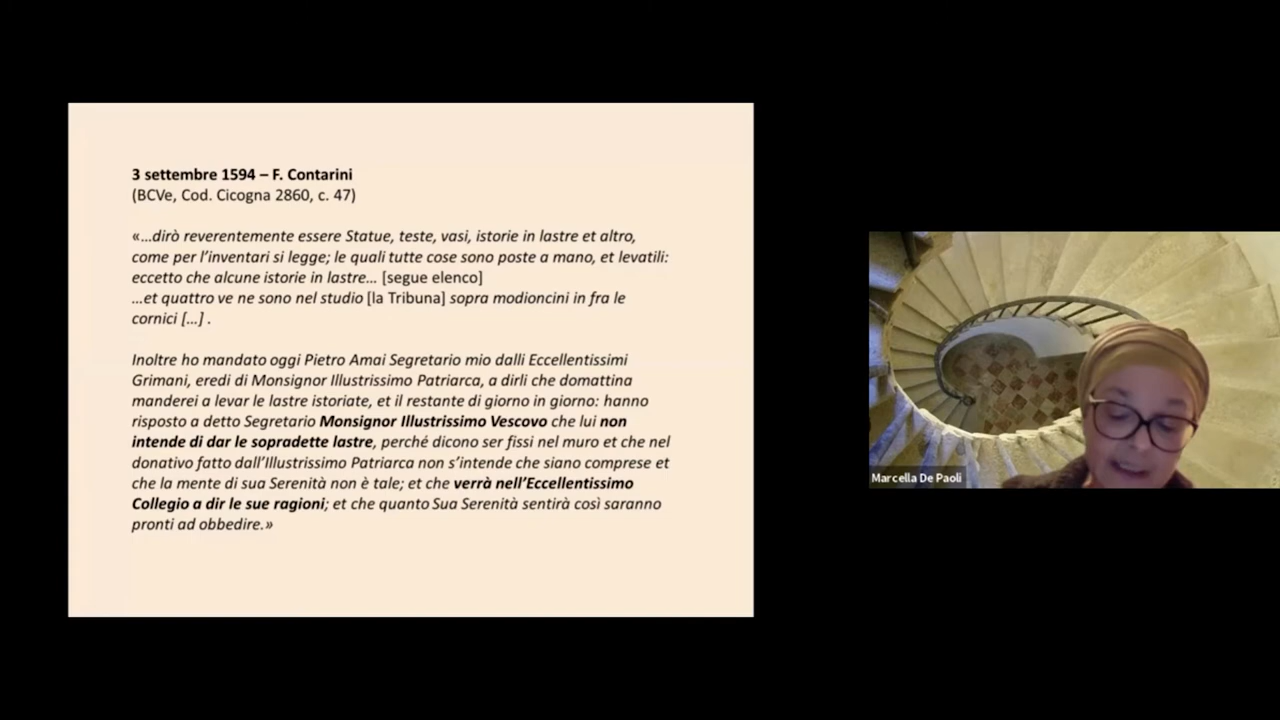 3 settembre 1594 – F. Contarini
(BCVe, Cod. Cicogna 2860, c. 47)
«…dirò reverentemente essere Statue, teste, vasi, istorie in lastre et altro,
come per l’inventari si legge; le quali tutte cose sono poste a mano, et levatili:
eccetto che alcune istorie in lastre… [segue elenco]
…et quattro ve ne sono nel studio [la Tribuna] sopra modioncini in fra le
cornici […] .
Inoltre ho mandato oggi Pietro Amai Segretario mio dalli Eccellentissimi
Grimani, eredi di Monsignor Illustrissimo Patriarca, a dirli che domattina
manderei a levar le lastre istoriate, et il restante di giorno in giorno: hanno
risposto a detto Segretario Monsignor Illustrissimo Vescovo che lui non
intende di dar le sopradette lastre, perché dicono ser fissi nel muro et che nel
donativo fatto dall’Illustrissimo Patriarca non s’intende che siano comprese et
che la mente di sua Serenità non è tale; et che verrà nell’Eccellentissimo
Collegio a dir le sue ragioni; et che quanto Sua Serenità sentirà così saranno
pronti ad obbedire.»
Marcella De Paoli